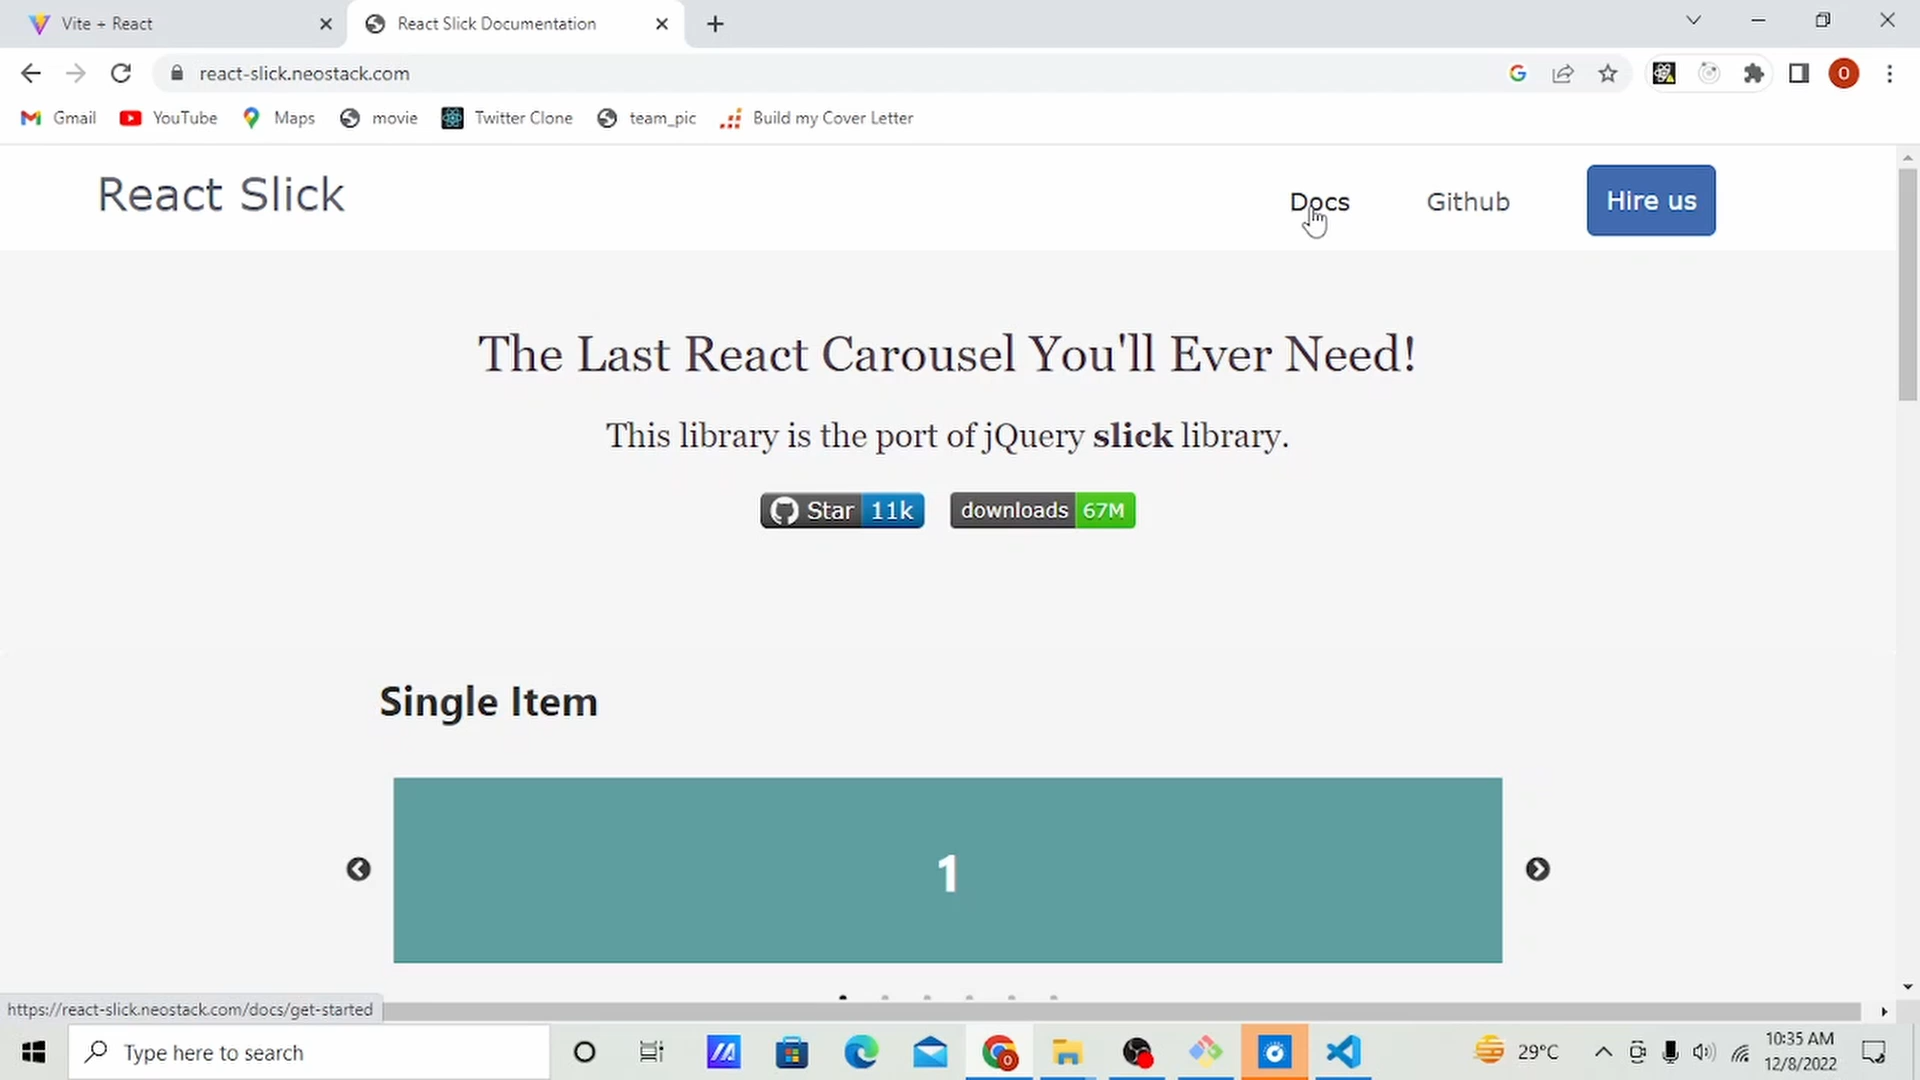 Vite + React
React Slick Documentation
react-slick.neostack.com
O
Gmail
YouTube
Maps
movie
Twitter Clone
team_pic
Build my Cover Letter
React Slick
Docs
Github
Hire us
The Last React Carousel You'll Ever Need!
This library is the port of jQuery slick library.
Star 11k
downloads 67M
Single Item
1
https://react-slick.neostack.com/docs/get-started
Type here to search
29°C
10:35 AM
12/8/2022